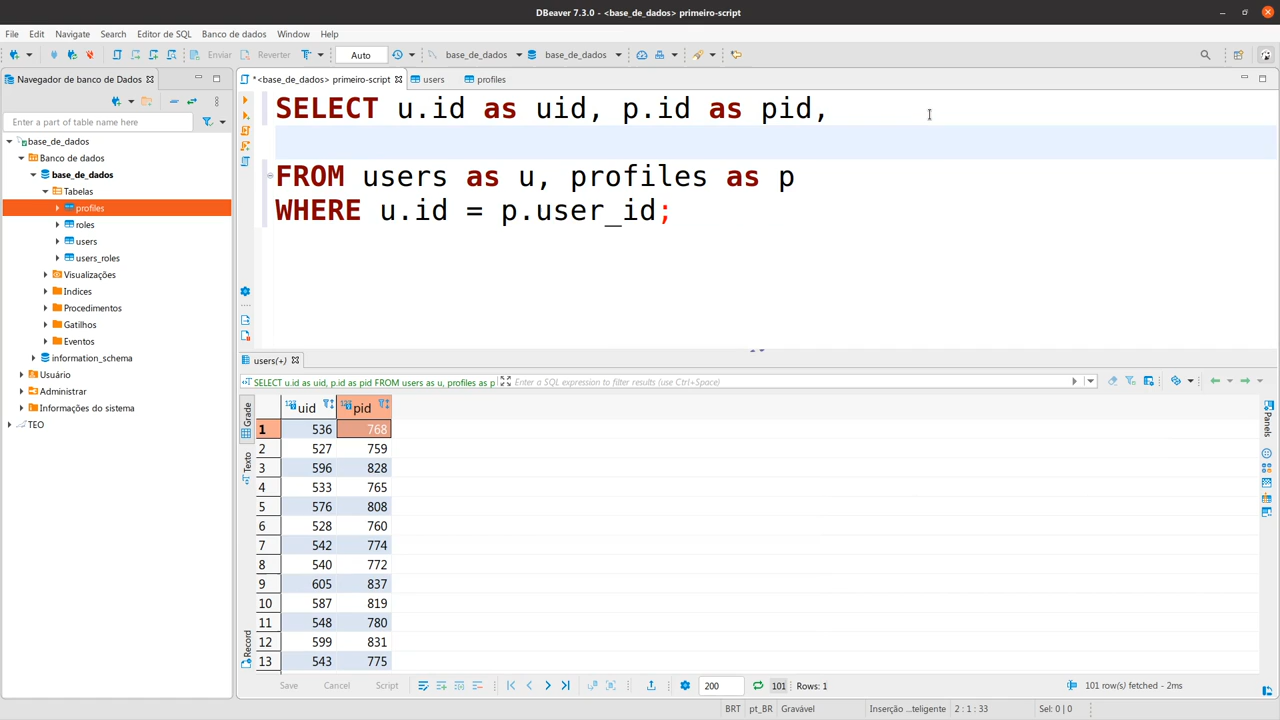 DBeaver 7.3.0 - <base_de_dados> primeiro-script
File Edit Navigate Search Editor de SQL Banco de dados Window Help
Enviar Reverter T Auto base_de_dados base_de_dados
Navegador de banco de Dados *<base_de_dados> primeiro-script users profiles
Enter a part of table name here
base_de_dados
Banco de dados
base_de_dados
Tabelas
profiles
roles
users
users_roles
Visualizações
Indices
Procedimentos
Gatilhos
Eventos
information_schema
Usuário
Administrar
Informações do sistema
TEO
SELECT u.id as uid, p.id as pid,
FROM users as u, profiles as p
WHERE u.id = p.user_id;
users(+)
SELECT u.id as uid, p.id as pid FROM users as u, profiles as p Enter a SQL expression to filter results (use Ctrl+Space)
Grade
Texto
Record
Panels
123 uid 123 pid
1 536 768
2 527 759
3 596 828
4 533 765
5 576 808
6 528 760
7 542 774
8 540 772
9 605 837
10 587 819
11 548 780
12 599 831
13 543 775
Save Cancel Script 200 101 Rows: 1 101 row(s) fetched - 2ms
BRT pt_BR Gravável Inserção ...teligente 2 : 1 : 33 Sel: 0 | 0